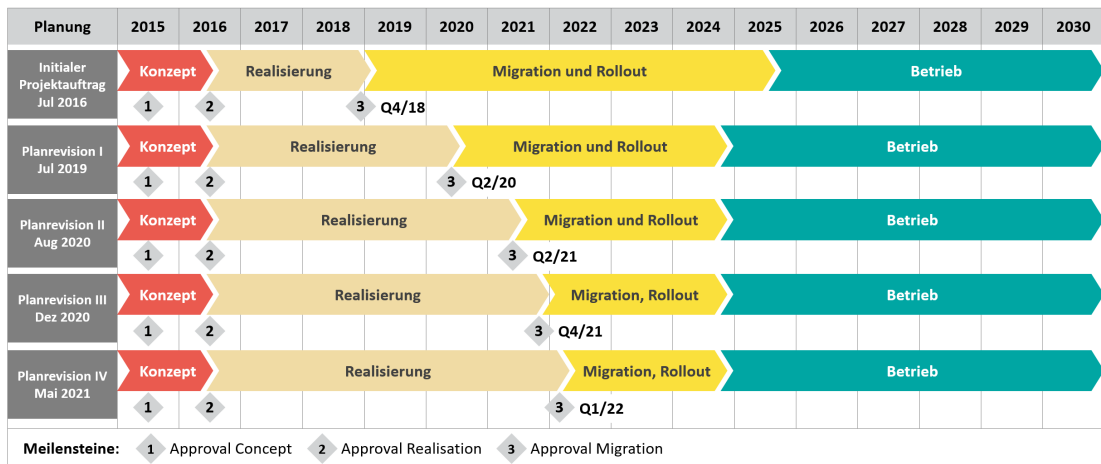 Planung 2015 2016 2017 2018 2019 2020 2021 2022 2023 2024 2025 2026 2027 2028 2029 2030
Initialer
Projektauftrag
Jul 2016
Konzept Realisierung Migration und Rollout Betrieb
1 2 3 Q4/18
Planrevision I
Jul 2019
Konzept Realisierung Migration und Rollout Betrieb
1 2 3 Q2/20
Planrevision II
Aug 2020
Konzept Realisierung Migration und Rollout Betrieb
1 2 3 Q2/21
Planrevision III
Dez 2020
Konzept Realisierung Migration, Rollout Betrieb
1 2 3 Q4/21
Planrevision IV
Mai 2021
Konzept Realisierung Migration, Rollout Betrieb
1 2 3 Q1/22
Meilensteine: 1 Approval Concept 2 Approval Realisation 3 Approval Migration